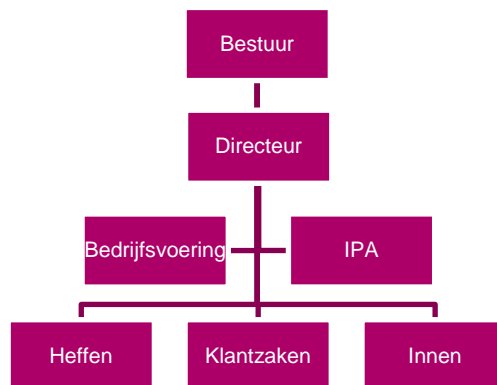 Bestuur
Directeur
Bedrijfsvoering
IPA
Heffen
Klantzaken
Innen